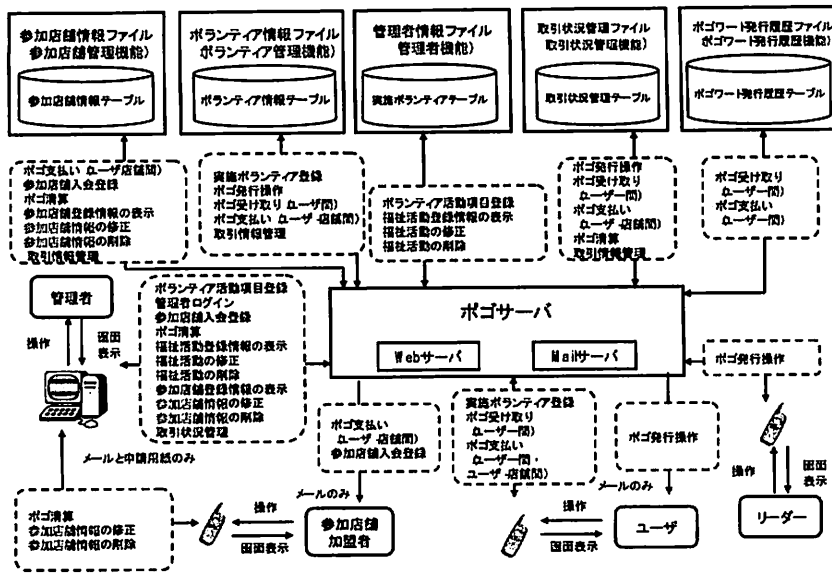 参加店舗情報ファイル
参加店舗管理機能)
参加店舗情報テーブル
ボランティア情報ファイル
ボランティア管理機能)
ボランティア情報テーブル
管理者情報ファイル
管理者機能)
実施ボランティアテーブル
取引状況管理ファイル
取引状況管理機能)
取引状況管理テーブル
ポゴワード発行履歴ファイル
ポゴワード発行履歴機能)
ポゴワード発行履歴テーブル
ポゴ支払い(ユーザ店舗間)
参加店舗入会登録
ポゴ清算
参加店舗登録情報の表示
参加店舗情報の修正
参加店舗情報の削除
取引情報管理
実施ボランティア登録
ポゴ発行操作
ポゴ受け取り(ユーザ間)
ポゴ支払い(ユーザ-店舗間)
取引情報管理
ボランティア活動項目登録
福祉活動登録情報の表示
福祉活動の修正
福祉活動の削除
ポゴ発行操作
ポゴ受け取り
(ユーザー間)
ポゴ支払い
(ユーザ-店舗間)
ポゴ清算
取引情報管理
ポゴ受け取り
(ユーザー間)
ポゴ支払い
(ユーザー間)
管理者
操作
画面
表示
ボランティア活動項目登録
管理者ログイン
参加店舗入会登録
ポゴ清算
福祉活動登録情報の表示
福祉活動の修正
福祉活動の削除
参加店舗登録情報の表示
参加店舗情報の修正
参加店舗情報の削除
取引状況管理
ポゴサーバ
Webサーバ
Mailサーバ
ポゴ発行操作
ポゴ支払い
(ユーザ-店舗間)
参加店舗入会登録
実施ボランティア登録
ポゴ受け取り
(ユーザー間)
ポゴ支払い
(ユーザー間・
ユーザ-店舗間)
ポゴ発行操作
操作
画面
表示
メールと申請用紙のみ
ポゴ清算
参加店舗情報の修正
参加店舗情報の削除
メールのみ
操作
画面表示
参加店舗
加盟者
メールのみ
操作
画面表示
ユーザ
リーダー